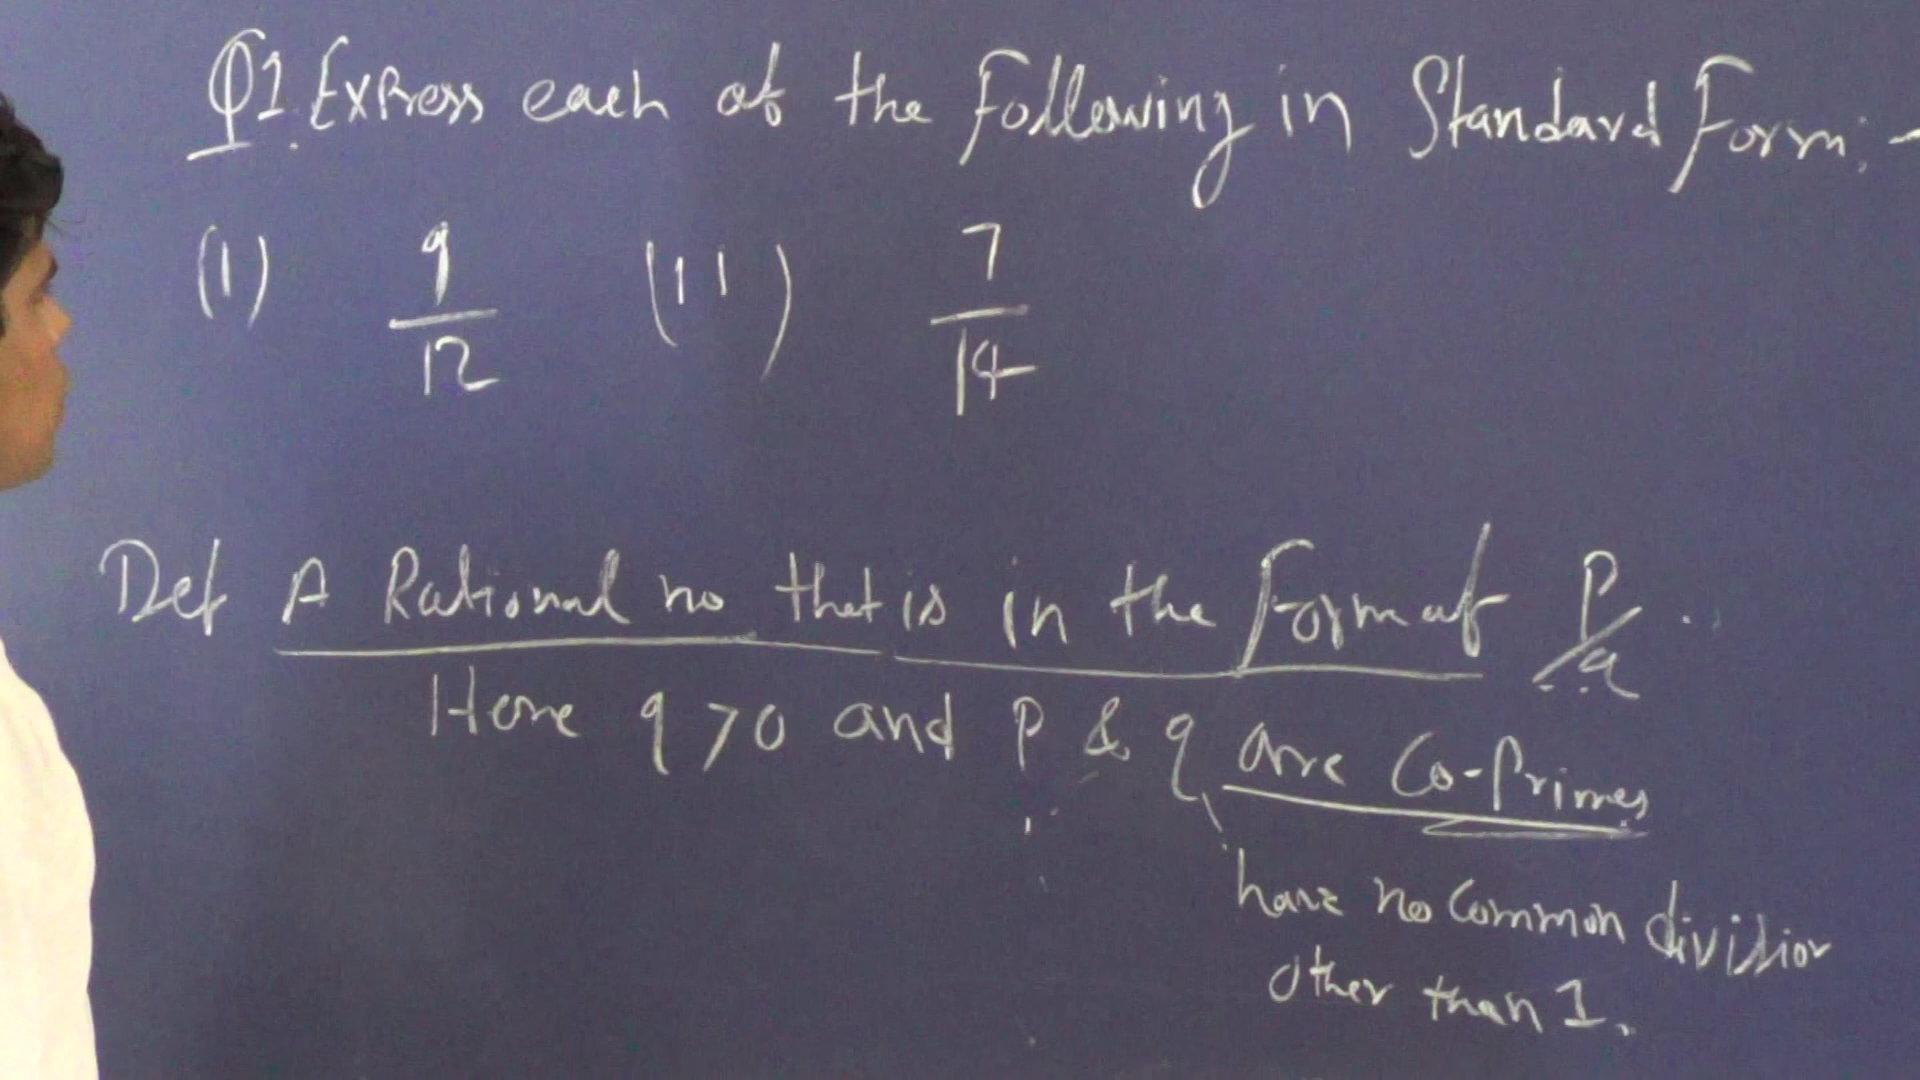 Q1. Express each of the Following in Standard Form:-
(i) 9/12 (ii) 7/14
Def A Rational no that is in the Form of P/q.
Here q>0 and P & q are Co-Primes
have no Common divisior
other than 1.